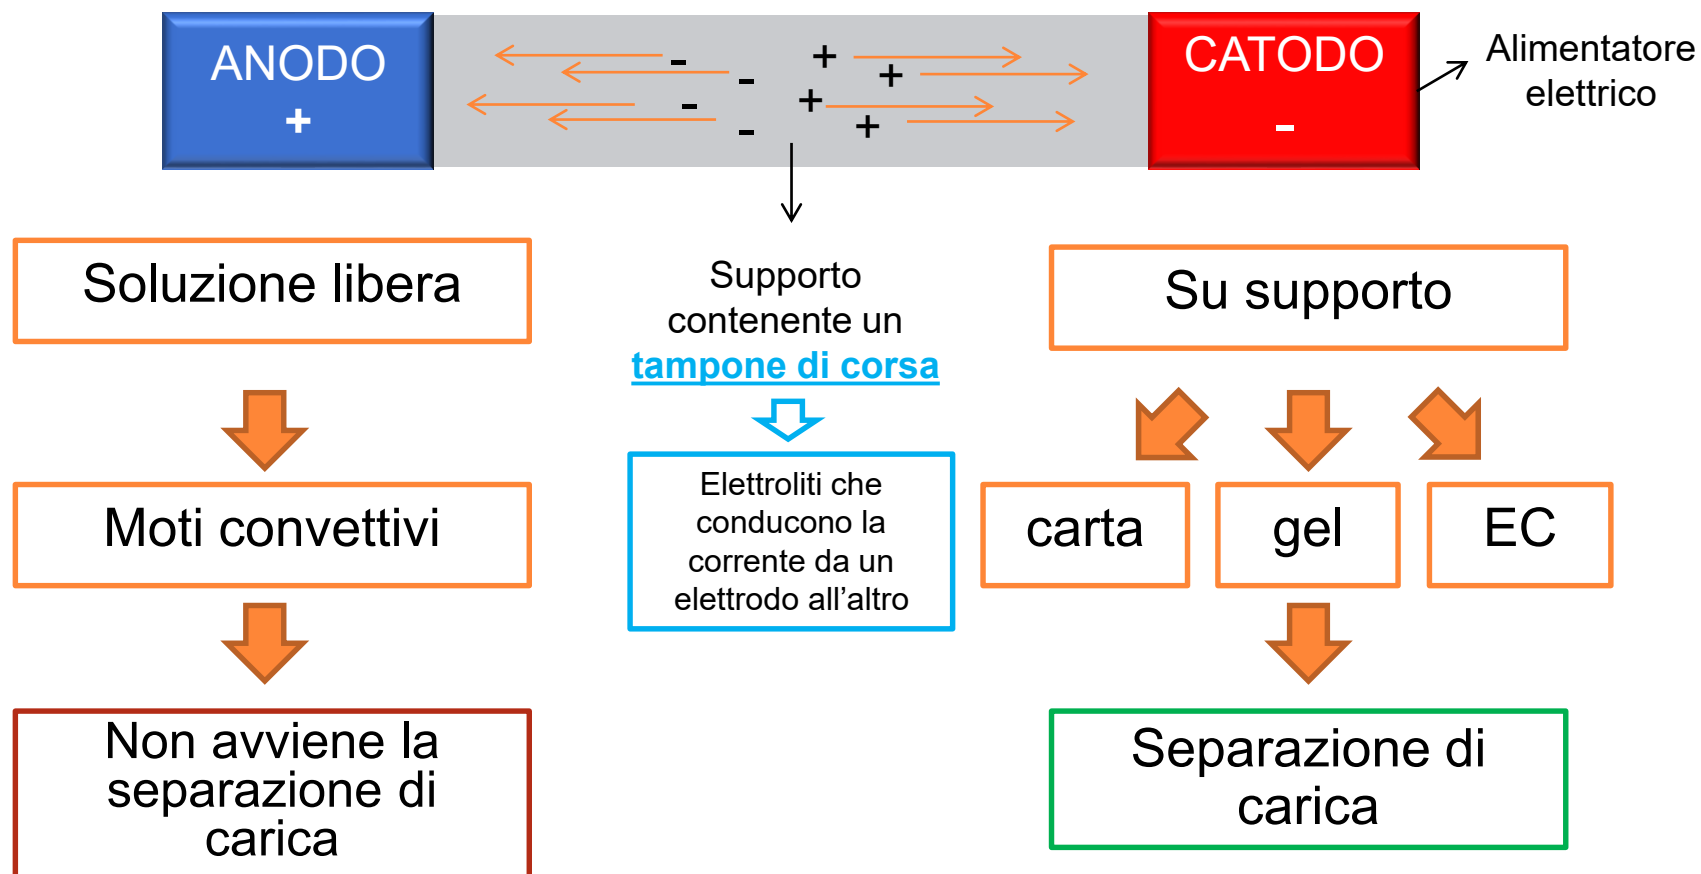 ANODO
+
- - - -
+ + + +
CATODO
-
Alimentatore
elettrico
Soluzione libera
Supporto
contenente un
tampone di corsa
Su supporto
Moti convettivi
Elettroliti che
conducono la
corrente da un
elettrodo all’altro
carta
gel
EC
Non avviene la
separazione di
carica
Separazione di
carica